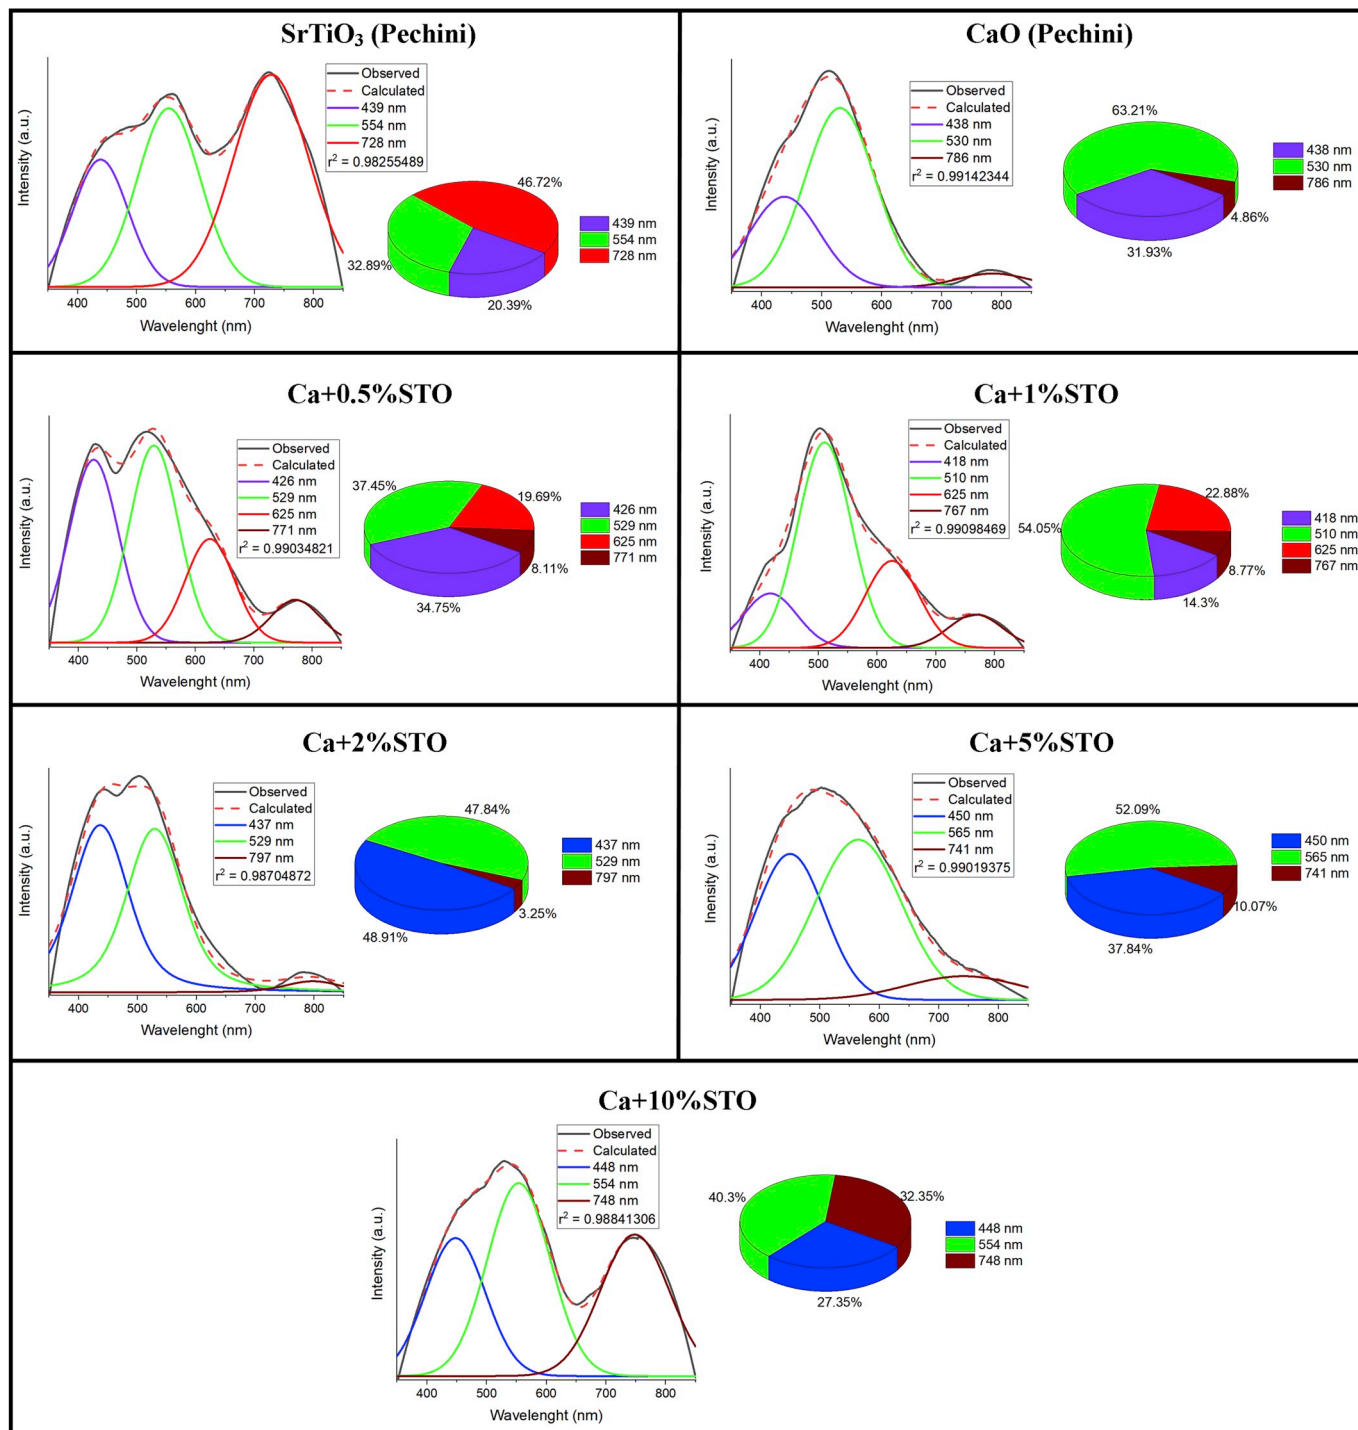 SrTiO₃ (Pechini)
Intensity (a.u.)
Observed
Calculated
439 nm
554 nm
728 nm
r² = 0.98255489
400 500 600 700 800
Wavelenght (nm)
46.72%
32.89%
20.39%
439 nm
554 nm
728 nm
CaO (Pechini)
Intensity (a.u.)
Observed
Calculated
438 nm
530 nm
786 nm
r² = 0.99142344
400 500 600 700 800
Wavelenght (nm)
63.21%
4.86%
31.93%
438 nm
530 nm
786 nm
Ca+0.5%STO
Intensity (a.u.)
Observed
Calculated
426 nm
529 nm
625 nm
771 nm
r² = 0.99034821
400 500 600 700 800
Wavelenght (nm)
37.45%
19.69%
8.11%
34.75%
426 nm
529 nm
625 nm
771 nm
Ca+1%STO
Intensity (a.u.)
Observed
Calculated
418 nm
510 nm
625 nm
767 nm
r² = 0.99098469
400 500 600 700 800
Wavelenght (nm)
22.88%
54.05%
8.77%
14.3%
418 nm
510 nm
625 nm
767 nm
Ca+2%STO
Intensity (a.u.)
Observed
Calculated
437 nm
529 nm
797 nm
r² = 0.98704872
400 500 600 700 800
Wavelenght (nm)
47.84%
3.25%
48.91%
437 nm
529 nm
797 nm
Ca+5%STO
Inensity (a.u.)
Observed
Calculated
450 nm
565 nm
741 nm
r² = 0.99019375
400 500 600 700 800
Wavelenght (nm)
52.09%
10.07%
37.84%
450 nm
565 nm
741 nm
Ca+10%STO
Intensity (a.u.)
Observed
Calculated
448 nm
554 nm
748 nm
r² = 0.98841306
400 500 600 700 800
Wavelenght (nm)
40.3%
32.35%
27.35%
448 nm
554 nm
748 nm